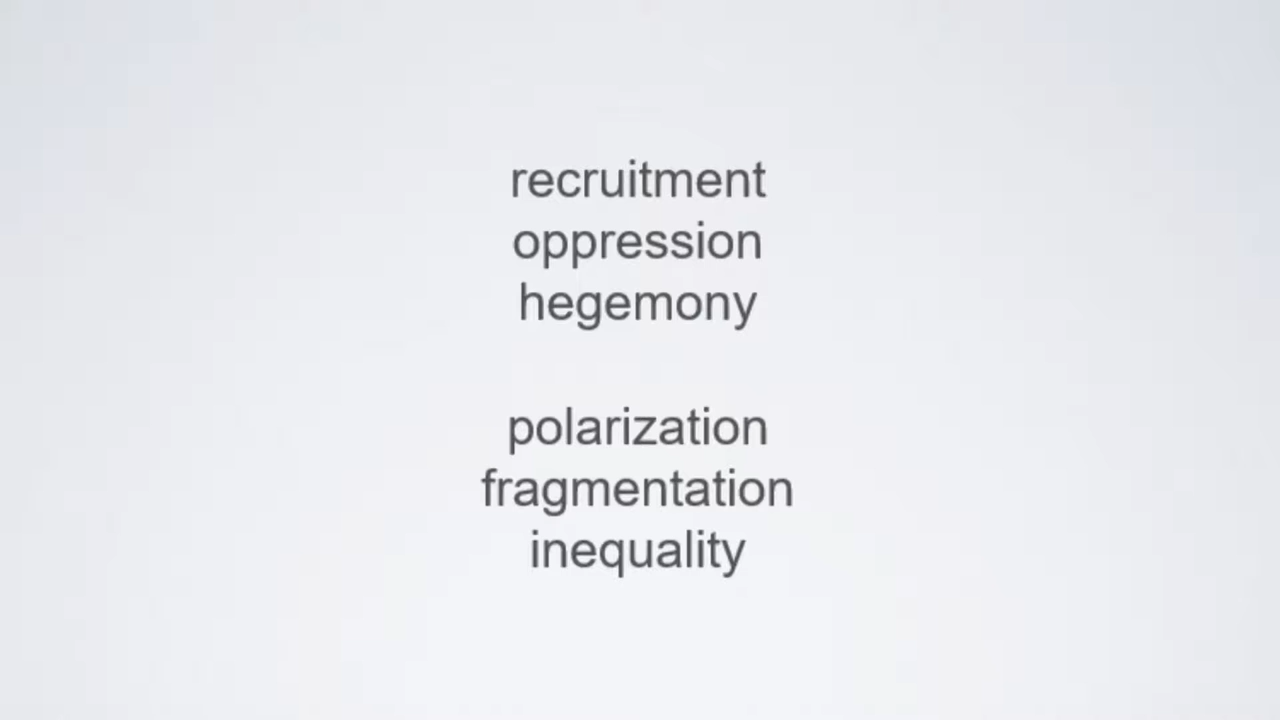 recruitment
oppression
hegemony
polarization
fragmentation
inequality